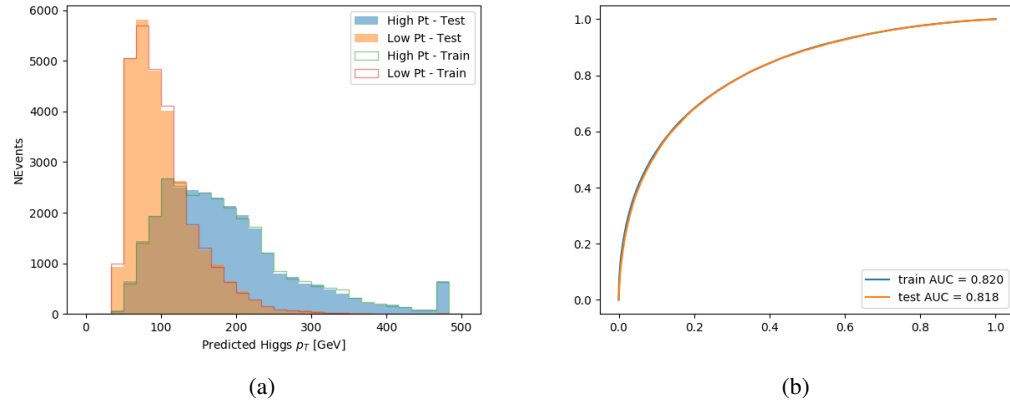 6000
5000
4000
3000
2000
1000
0
NEvents
High Pt - Test
Low Pt - Test
High Pt - Train
Low Pt - Train
0 100 200 300 400 500
Predicted Higgs p_T [GeV]
(a)
1.0
0.8
0.6
0.4
0.2
0.0
train AUC = 0.820
test AUC = 0.818
0.0 0.2 0.4 0.6 0.8 1.0
(b)